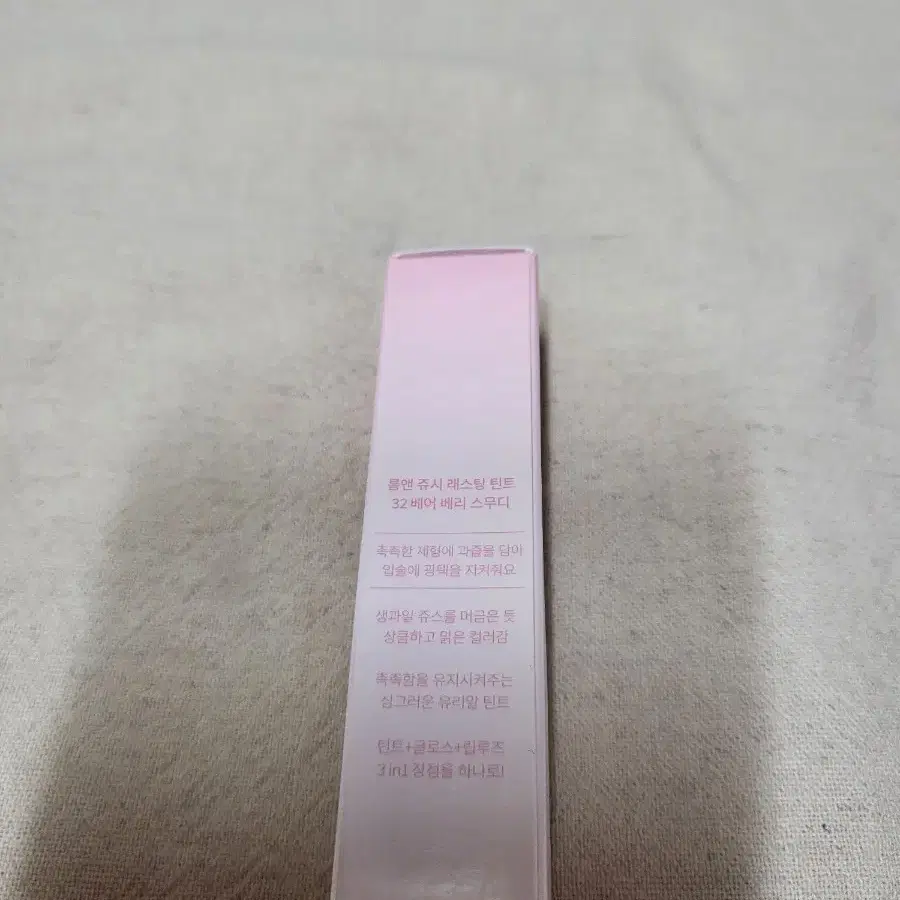 롬앤 쥬시 래스팅 틴트
32 베어 베리 스무디
촉촉한 제형에 과즙을 담아
입술에 광택을 지켜줘요
생과일 쥬스를 머금은 듯
상큼하고 맑은 컬러감
촉촉함을 유지시켜주는
싱그러운 유리알 틴트
틴트+글로스+립루즈
3 in1 장점을 하나로!